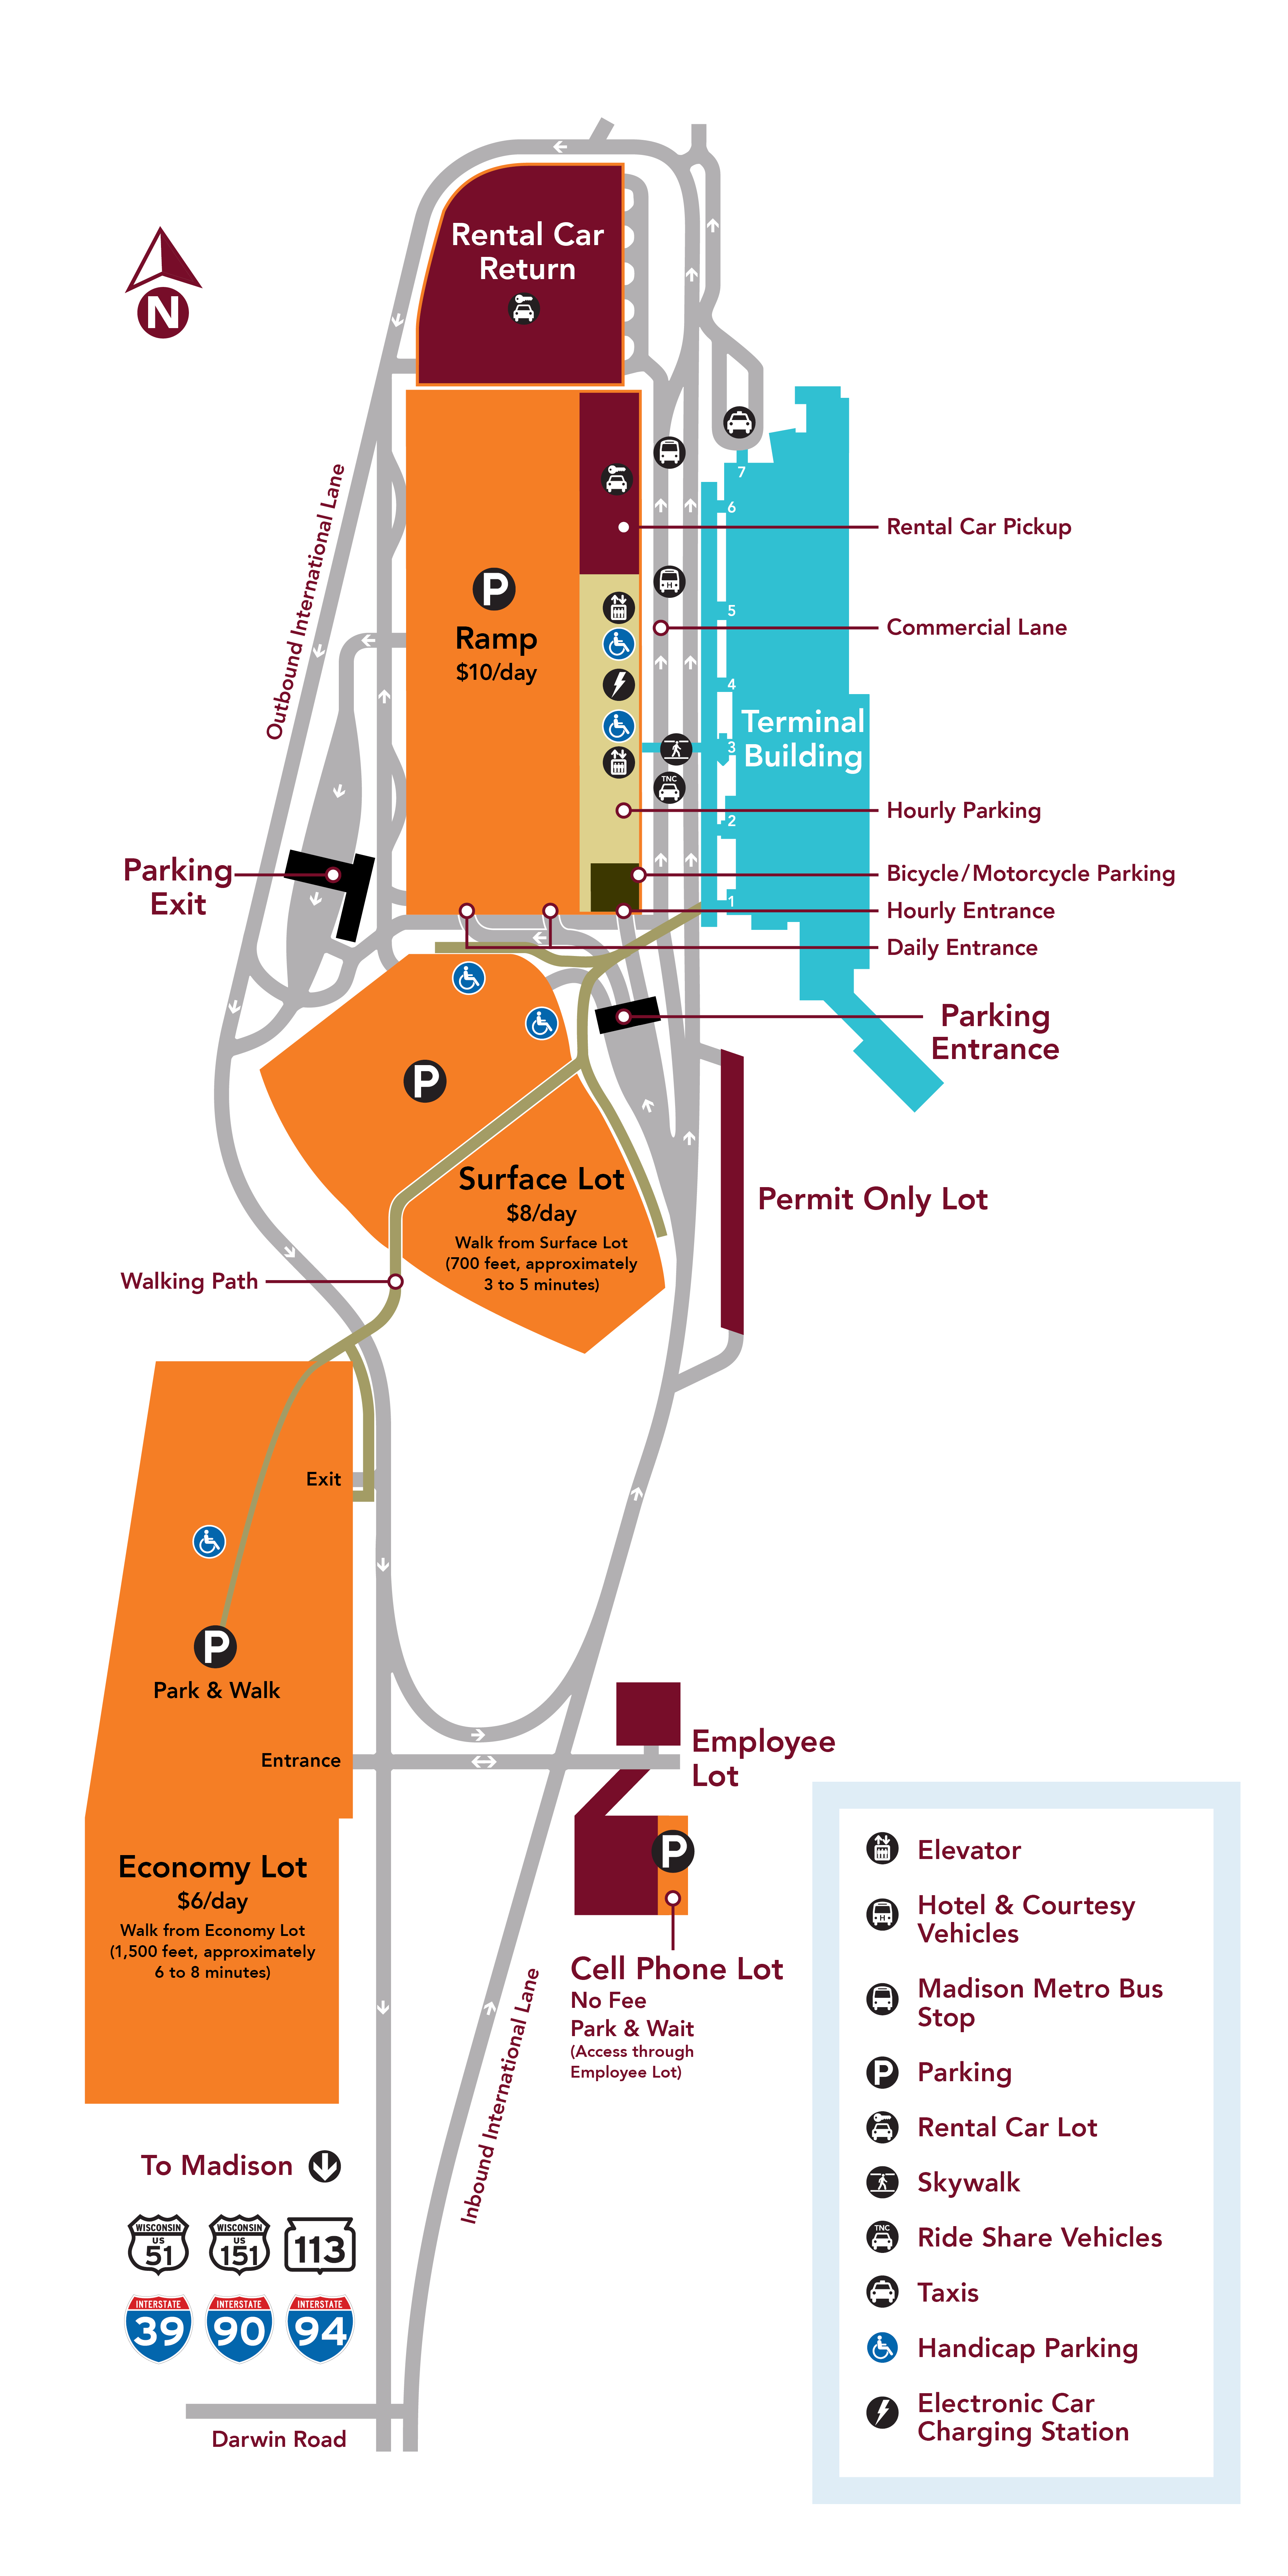 Rental Car
Return
N
Outbound International Lane
7
6
Rental Car Pickup
P
5
Commercial Lane
Ramp
$10/day
4
Terminal
Building
3
TNC
Hourly Parking
2
Parking
Exit
Bicycle/Motorcycle Parking
1
Hourly Entrance
Daily Entrance
Parking
Entrance
P
Surface Lot
$8/day
Walk from Surface Lot
(700 feet, approximately
3 to 5 minutes)
Permit Only Lot
Walking Path
Exit
P
Park & Walk
Entrance
Employee
Lot
P
Economy Lot
$6/day
Walk from Economy Lot
(1,500 feet, approximately
6 to 8 minutes)
Cell Phone Lot
No Fee
Park & Wait
(Access through
Employee Lot)
Inbound International Lane
To Madison
WISCONSIN
US
51
WISCONSIN
US
151
113
INTERSTATE
39
INTERSTATE
90
INTERSTATE
94
Darwin Road
Elevator
H
Hotel & Courtesy
Vehicles
Madison Metro Bus
Stop
P
Parking
Rental Car Lot
Skywalk
TNC
Ride Share Vehicles
Taxis
Handicap Parking
Electronic Car
Charging Station